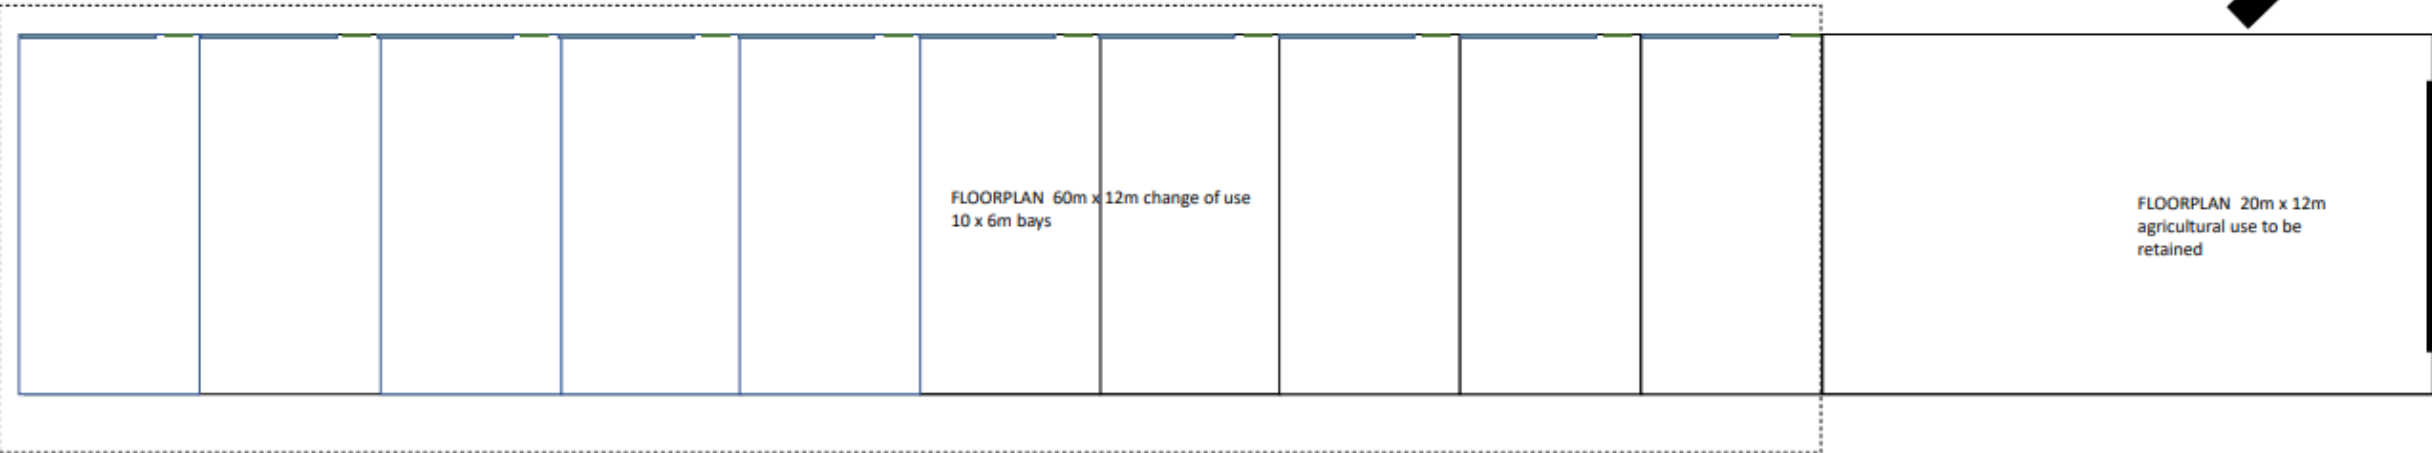 FLOORPLAN 60m x 12m change of use
10 x 6m bays
FLOORPLAN 20m x 12m
agricultural use to be
retained